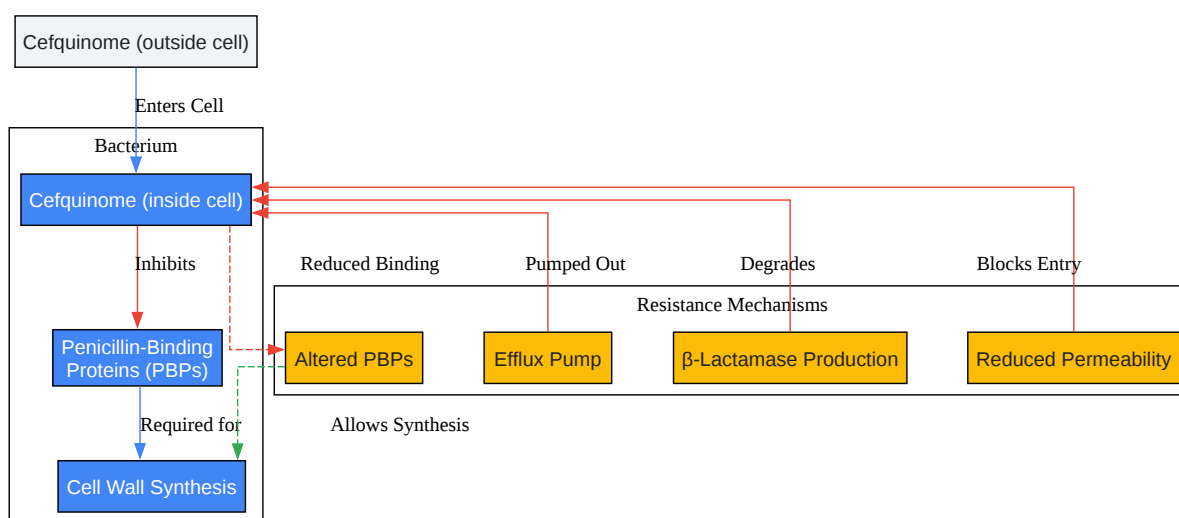 Cefquinome (outside cell)
Enters Cell
Bacterium
Cefquinome (inside cell)
Inhibits
Reduced Binding
Pumped Out
Degrades
Blocks Entry
Resistance Mechanisms
Penicillin-Binding
Proteins (PBPs)
Altered PBPs
Efflux Pump
β-Lactamase Production
Reduced Permeability
Required for
Allows Synthesis
Cell Wall Synthesis